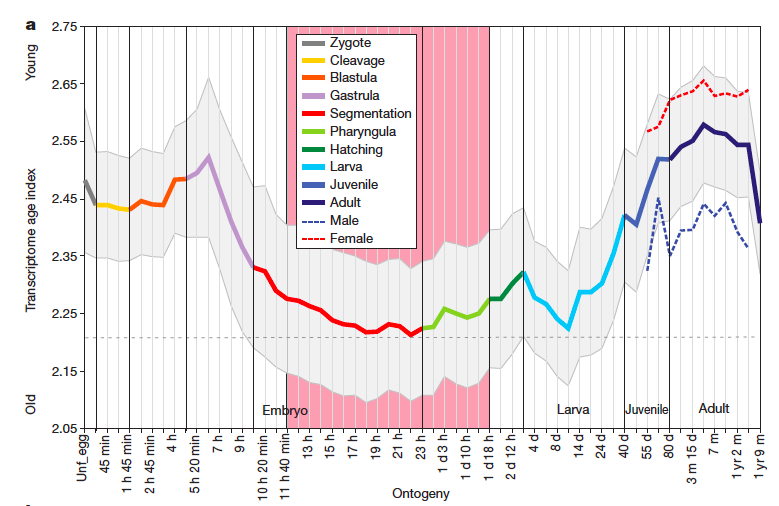 a
2.75
2.65
2.55
2.45
2.35
2.25
2.15
2.05
Young
Transcriptome age index
Old
Zygote
Cleavage
Blastula
Gastrula
Segmentation
Pharyngula
Hatching
Larva
Juvenile
Adult
Male
Female
Embryo
Larva
Juvenile
Adult
Unf_egg
45 min
1 h 45 min
2 h 45 min
4 h
5 h 20 min
7 h
9 h
10 h 20 min
11 h 40 min
13 h
15 h
17 h
19 h
21 h
23 h
1 d 3 h
1 d 10 h
1 d 18 h
2 d 12 h
4 d
8 d
14 d
24 d
40 d
55 d
80 d
3 m 15 d
7 m
1 yr 2 m
1 yr 9 m
Ontogeny